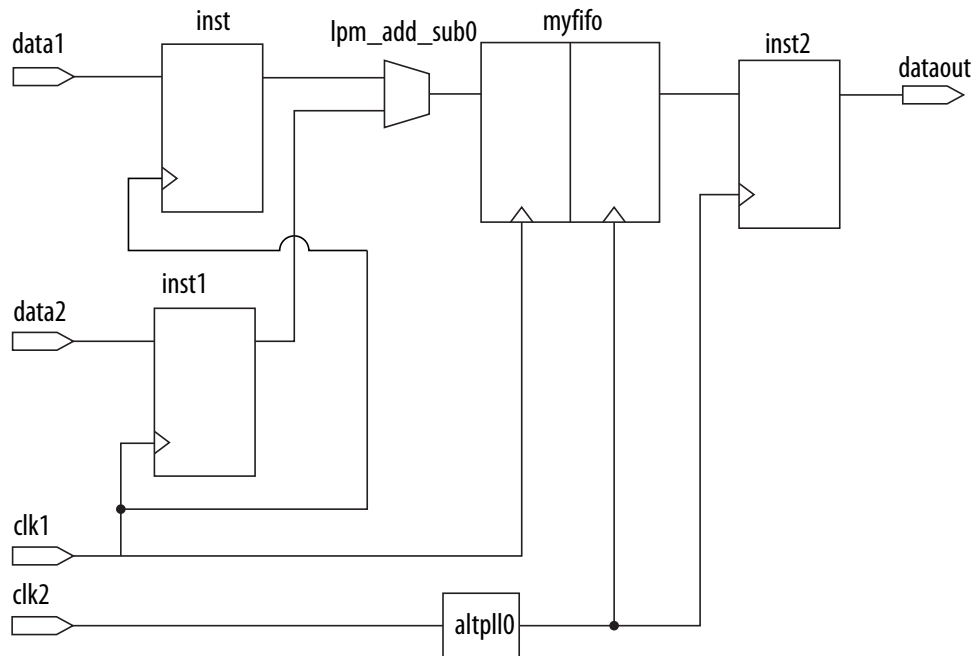 inst
lpm_add_sub0
myfifo
inst2
data1
dataout
inst1
data2
clk1
clk2
altpll0